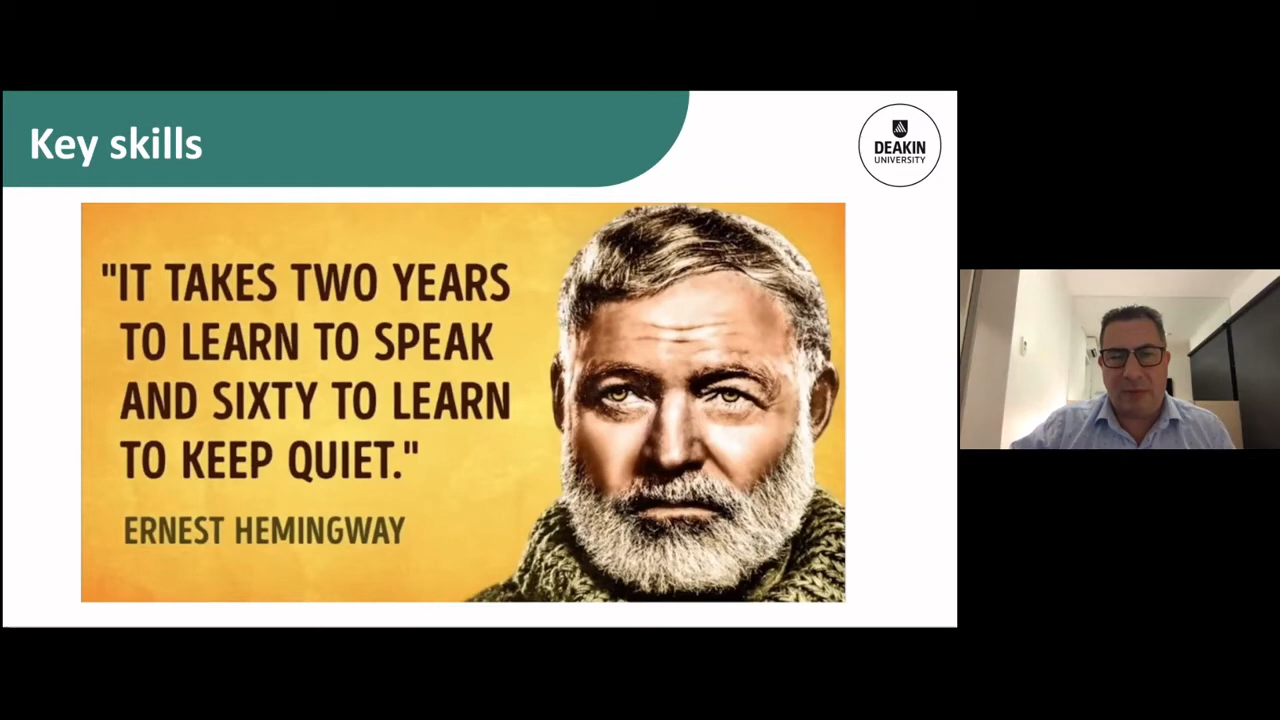 Key skills
DEAKIN
UNIVERSITY
"IT TAKES TWO YEARS
TO LEARN TO SPEAK
AND SIXTY TO LEARN
TO KEEP QUIET."
ERNEST HEMINGWAY